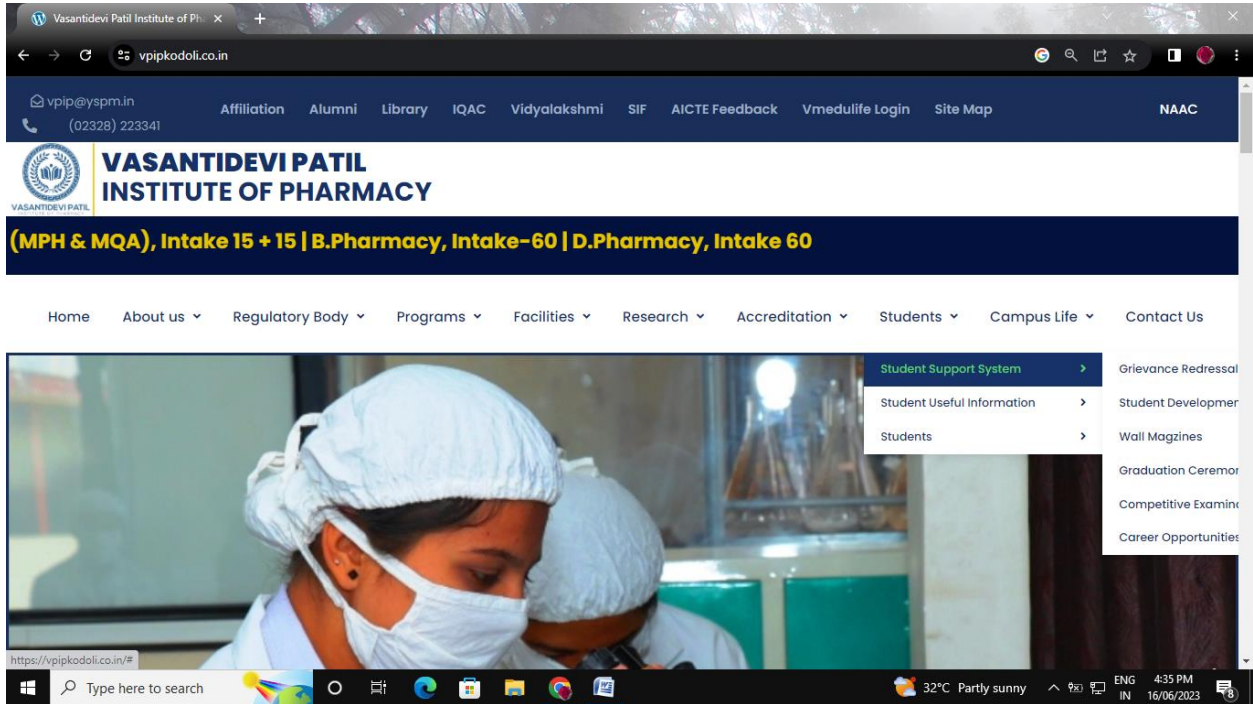 Vasantidevi Patil Institute of Ph
vpipkodoli.co.in
vpip@yspm.in
(02328) 223341
Affiliation Alumni Library IQAC Vidyalakshmi SIF AICTE Feedback Vmedulife Login Site Map NAAC
VASANTIDEVI PATIL
VASANTIDEVI PATIL
INSTITUTE OF PHARMACY
(MPH & MQA), Intake 15 + 15 | B.Pharmacy, Intake-60 | D.Pharmacy, Intake 60
Home About us Regulatory Body Programs Facilities Research Accreditation Students Campus Life Contact Us
Student Support System
Student Useful Information
Students
Grievance Redressal
Student Developmen
Wall Magzines
Graduation Ceremon
Competitive Examina
Career Opportunities
https://vpipkodoli.co.in/#
Type here to search
32°C Partly sunny
ENG
IN
4:35 PM
16/06/2023
8